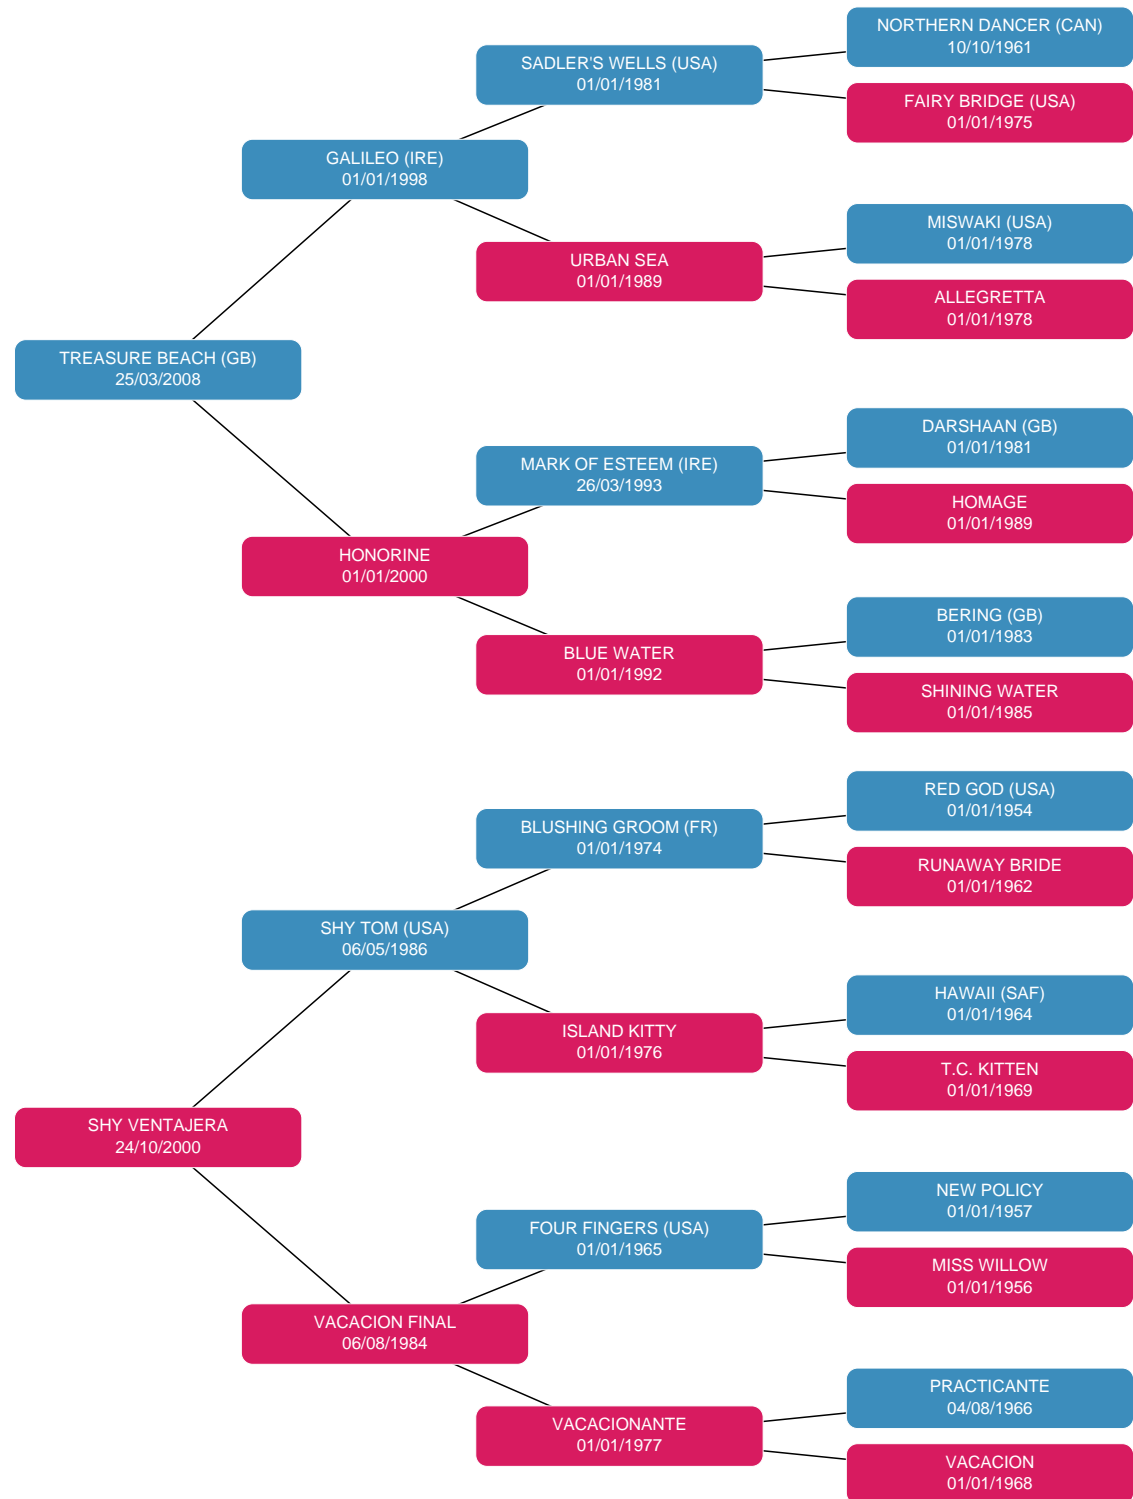 NORTHERN DANCER (CAN)
10/10/1961
SADLER'S WELLS (USA)
01/01/1981
FAIRY BRIDGE (USA)
01/01/1975
GALILEO (IRE)
01/01/1998
MISWAKI (USA)
01/01/1978
URBAN SEA
01/01/1989
ALLEGRETTA
01/01/1978
TREASURE BEACH (GB)
25/03/2008
DARSHAAN (GB)
01/01/1981
MARK OF ESTEEM (IRE)
26/03/1993
HOMAGE
01/01/1989
HONORINE
01/01/2000
BERING (GB)
01/01/1983
BLUE WATER
01/01/1992
SHINING WATER
01/01/1985
RED GOD (USA)
01/01/1954
BLUSHING GROOM (FR)
01/01/1974
RUNAWAY BRIDE
01/01/1962
SHY TOM (USA)
06/05/1986
HAWAII (SAF)
01/01/1964
ISLAND KITTY
01/01/1976
T.C. KITTEN
01/01/1969
SHY VENTAJERA
24/10/2000
NEW POLICY
01/01/1957
FOUR FINGERS (USA)
01/01/1965
MISS WILLOW
01/01/1956
VACACION FINAL
06/08/1984
PRACTICANTE
04/08/1966
VACACIONANTE
01/01/1977
VACACION
01/01/1968